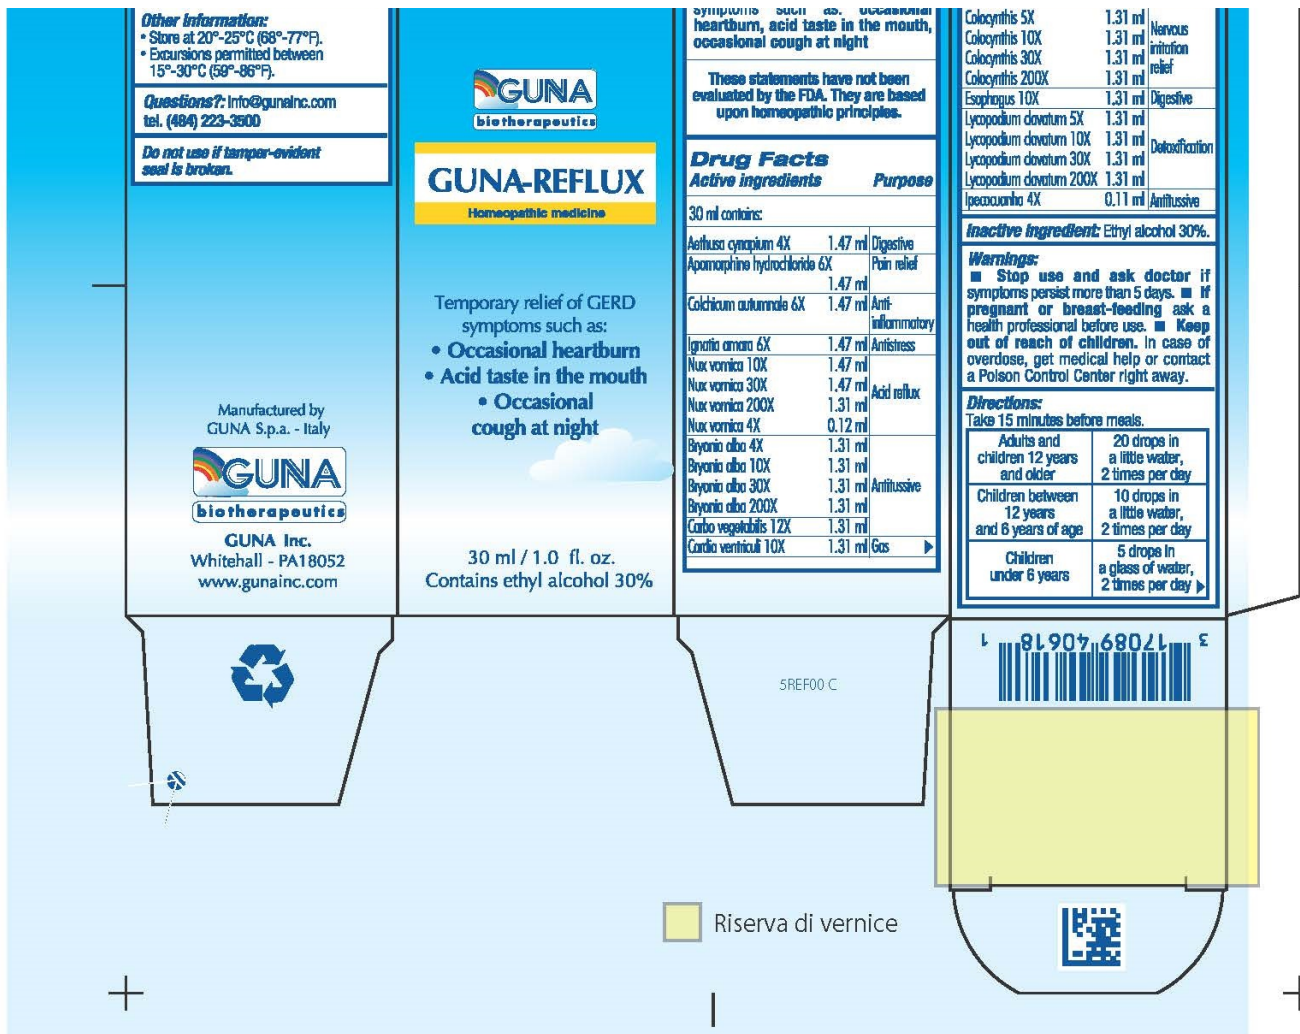 Other Information:
• Store at 20°-25°C (68°-77°F).
• Excursions permitted between
15°-30°C (59°-86°F).
Questions?: info@gunainc.com
tel. (484) 223-3500
Do not use if tamper-evident
seal is broken.
Manufactured by
GUNA S.p.a. - Italy
GUNA
biotherapeutics
GUNA Inc.
Whitehall - PA18052
www.gunainc.com
GUNA
biotherapeutics
GUNA-REFLUX
Homeopathic medicine
Temporary relief of GERD
symptoms such as:
• Occasional heartburn
• Acid taste in the mouth
• Occasional
cough at night
30 ml / 1.0 fl. oz.
Contains ethyl alcohol 30%
symptoms such as: occasional
heartburn, acid taste in the mouth,
occasional cough at night
These statements have not been
evaluated by the FDA. They are based
upon homeopathic principles.
Drug Facts
Active ingredients Purpose
30 ml contains:
Aethusa cynapium 4X 1.47 ml Digestive
Apomorphine hydrochloride 6X Pain relief
1.47 ml
Colchicum autumnale 6X 1.47 ml Anti-
inflammatory
Ignatia amara 6X 1.47 ml Antistress
Nux vomica 10X 1.47 ml
Nux vomica 30X 1.47 ml Acid reflux
Nux vomica 200X 1.31 ml
Nux vomica 4X 0.12 ml
Bryonia alba 4X 1.31 ml
Bryonia alba 10X 1.31 ml
Bryonia alba 30X 1.31 ml Antitussive
Bryonia alba 200X 1.31 ml
Carbo vegetabilis 12X 1.31 ml
Cardia ventriculi 10X 1.31 ml Gas
Colocynthis 5X 1.31 ml Nervous
Colocynthis 10X 1.31 ml irritation
Colocynthis 30X 1.31 ml relief
Colocynthis 200X 1.31 ml
Esophagus 10X 1.31 ml Digestive
Lycopodium clavatum 5X 1.31 ml
Lycopodium clavatum 10X 1.31 ml Detoxification
Lycopodium clavatum 30X 1.31 ml
Lycopodium clavatum 200X 1.31 ml
Ipecacuanha 4X 0.11 ml Antitussive
Inactive ingredient: Ethyl alcohol 30%.
Warnings:
■ Stop use and ask doctor if
symptoms persist more than 5 days. ■ If
pregnant or breast-feeding ask a
health professional before use. ■ Keep
out of reach of children. In case of
overdose, get medical help or contact
a Poison Control Center right away.
Directions:
Take 15 minutes before meals.
Adults and 20 drops in
children 12 years a little water,
and older 2 times per day
Children between 10 drops in
12 years a little water,
and 6 years of age 2 times per day
Children 5 drops in
under 6 years a glass of water,
2 times per day
3 17089 40618 1
5REF00 C
Riserva di vernice